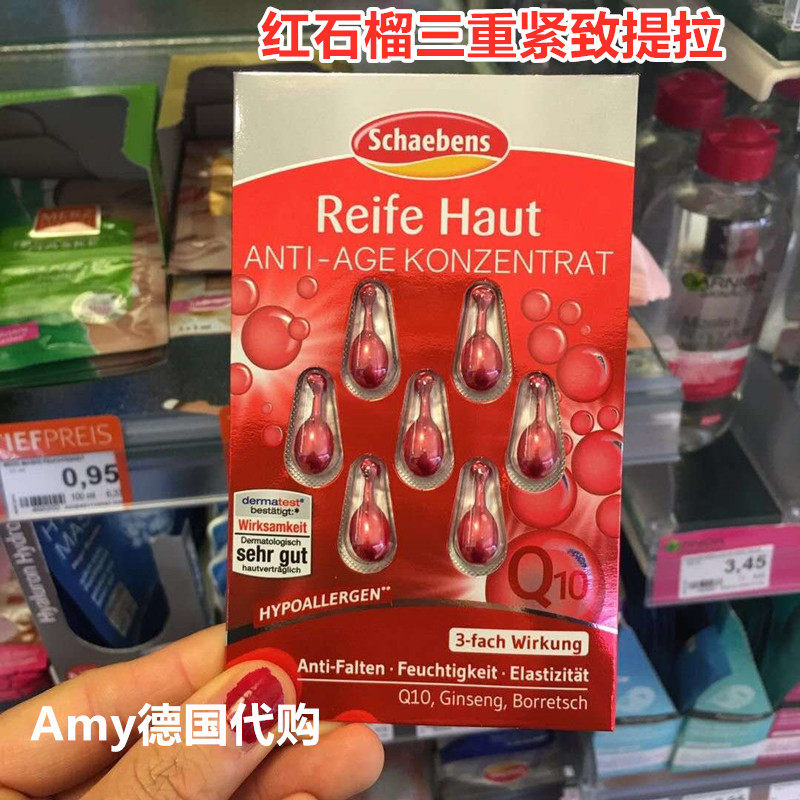 红石榴三重紧致提拉
Schaebens
Reife Haut
ANTI-AGE KONZENTRAT
GARNIER
TIEFPREIS
0,95
dermatest®
bestätigt:*
Wirksamkeit
Dermatologisch
sehr gut
hautverträglich
3,45
Q10
HYPOALLERGEN**
3-fach Wirkung
Anti-Falten · Feuchtigkeit · Elastizität
Q10, Ginseng, Borretsch
Amy德国代购